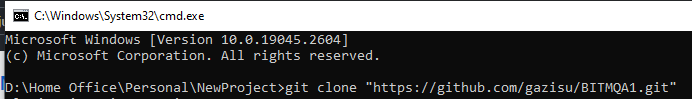 C:\Windows\System32\cmd.exe
Microsoft Windows [Version 10.0.19045.2604]
(c) Microsoft Corporation. All rights reserved.
D:\Home Office\Personal\NewProject>git clone "https://github.com/gazisu/BITMQA1.git"